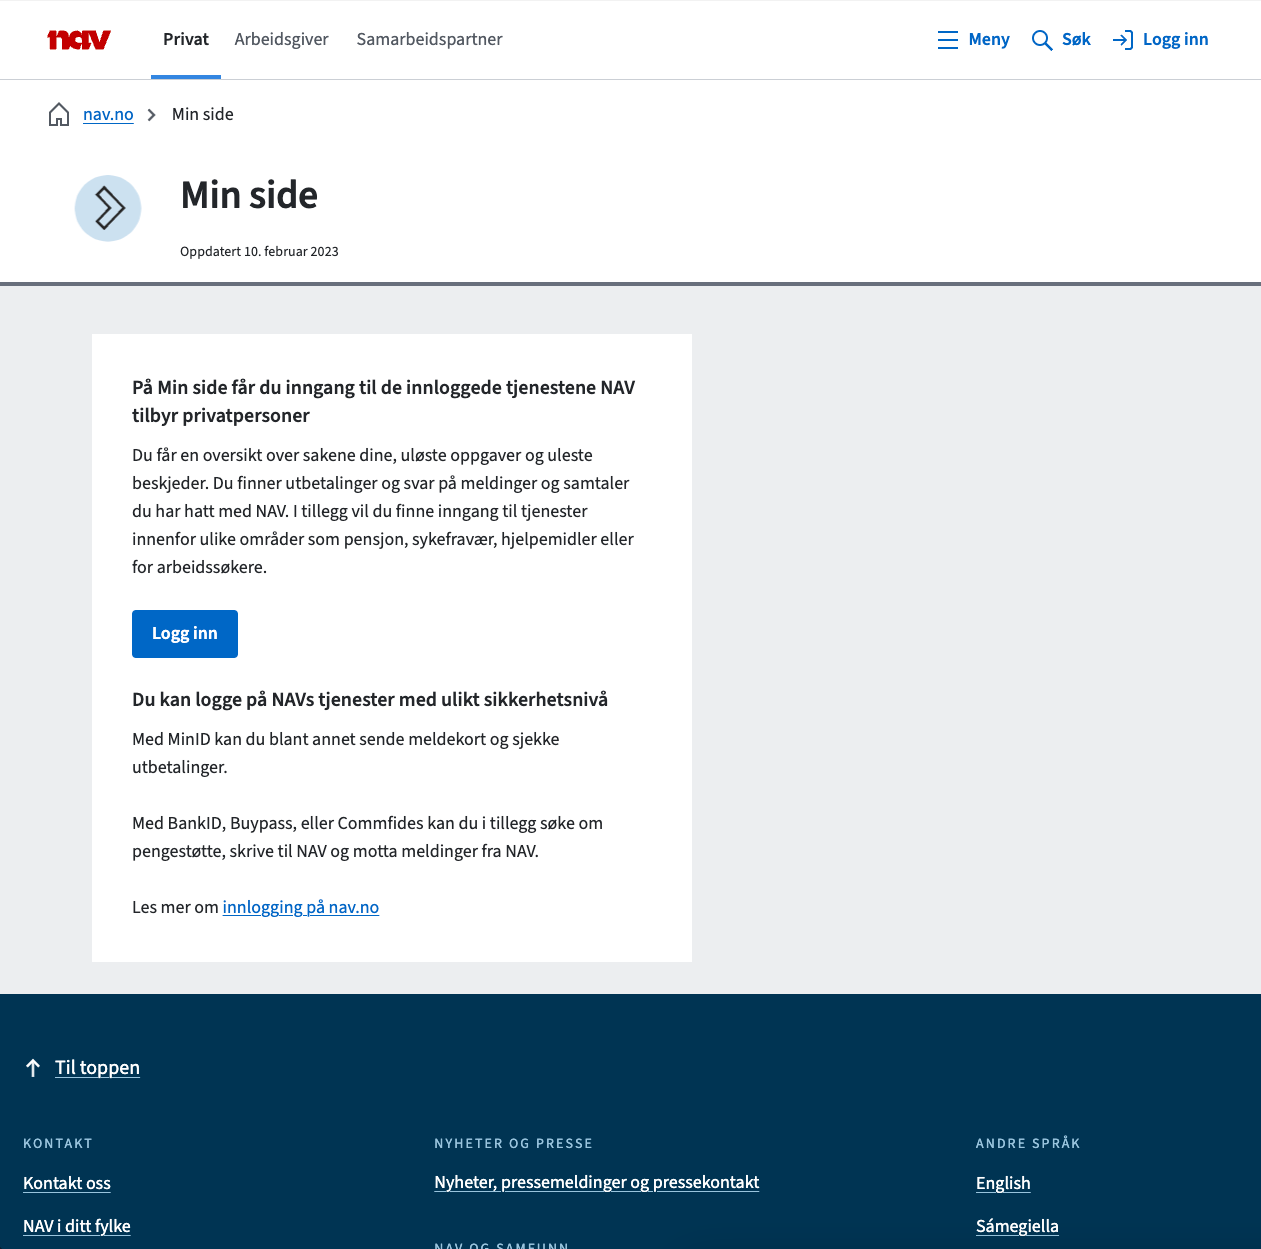 nav
Privat
Arbeidsgiver
Samarbeidspartner
Meny
Søk
Logg inn
nav.no
Min side
Min side
Oppdatert 10. februar 2023
På Min side får du inngang til de innloggede tjenestene NAV
tilbyr privatpersoner
Du får en oversikt over sakene dine, uløste oppgaver og uleste
beskjeder. Du finner utbetalinger og svar på meldinger og samtaler
du har hatt med NAV. I tillegg vil du finne inngang til tjenester
innenfor ulike områder som pensjon, sykefravær, hjelpemidler eller
for arbeidssøkere.
Logg inn
Du kan logge på NAVs tjenester med ulikt sikkerhetsnivå
Med MinID kan du blant annet sende meldekort og sjekke
utbetalinger.
Med BankID, Buypass, eller Commfides kan du i tillegg søke om
pengestøtte, skrive til NAV og motta meldinger fra NAV.
Les mer om innlogging på nav.no
Til toppen
KONTAKT
Kontakt oss
NAV i ditt fylke
NYHETER OG PRESSE
Nyheter, pressemeldinger og pressekontakt
NAV OG SAMFUNN
ANDRE SPRÅK
English
Sámegiella